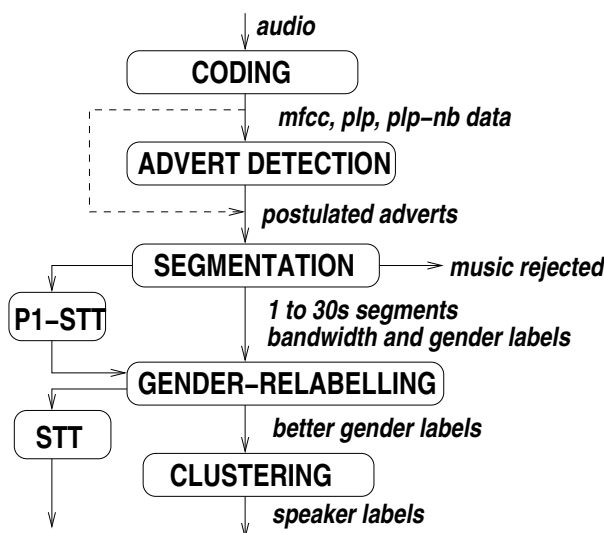 audio
CODING
mfcc, plp, plp−nb data
ADVERT DETECTION
postulated adverts
SEGMENTATION
music rejected
P1−STT
1 to 30s segments
bandwidth and gender labels
GENDER−RELABELLING
STT
better gender labels
CLUSTERING
speaker labels